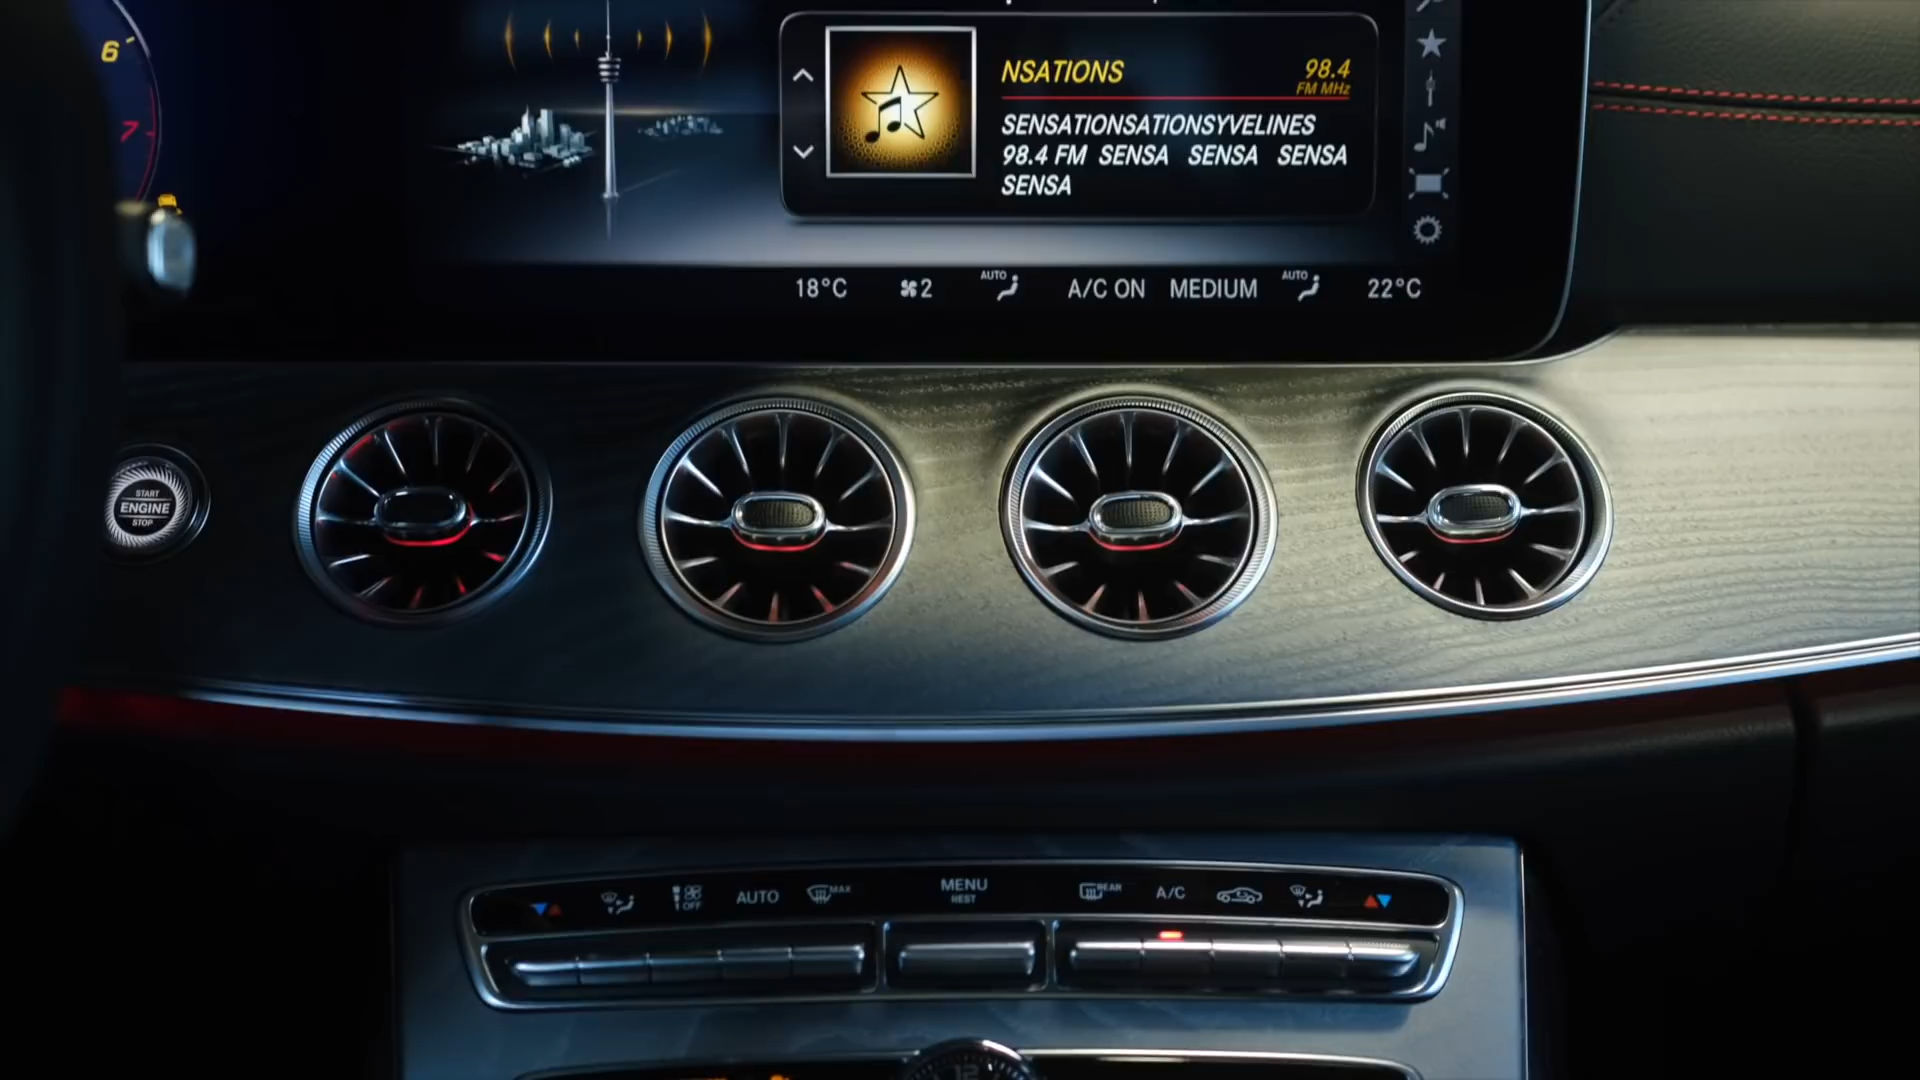 6
7
NSATIONS 98.4
FM MHz
SENSATIONSATIONSYVELINES
98.4 FM SENSA SENSA SENSA
SENSA
18°C 2 AUTO A/C ON MEDIUM AUTO 22°C
START
ENGINE
STOP
OFF AUTO MAX MENU REAR A/C
REST
12